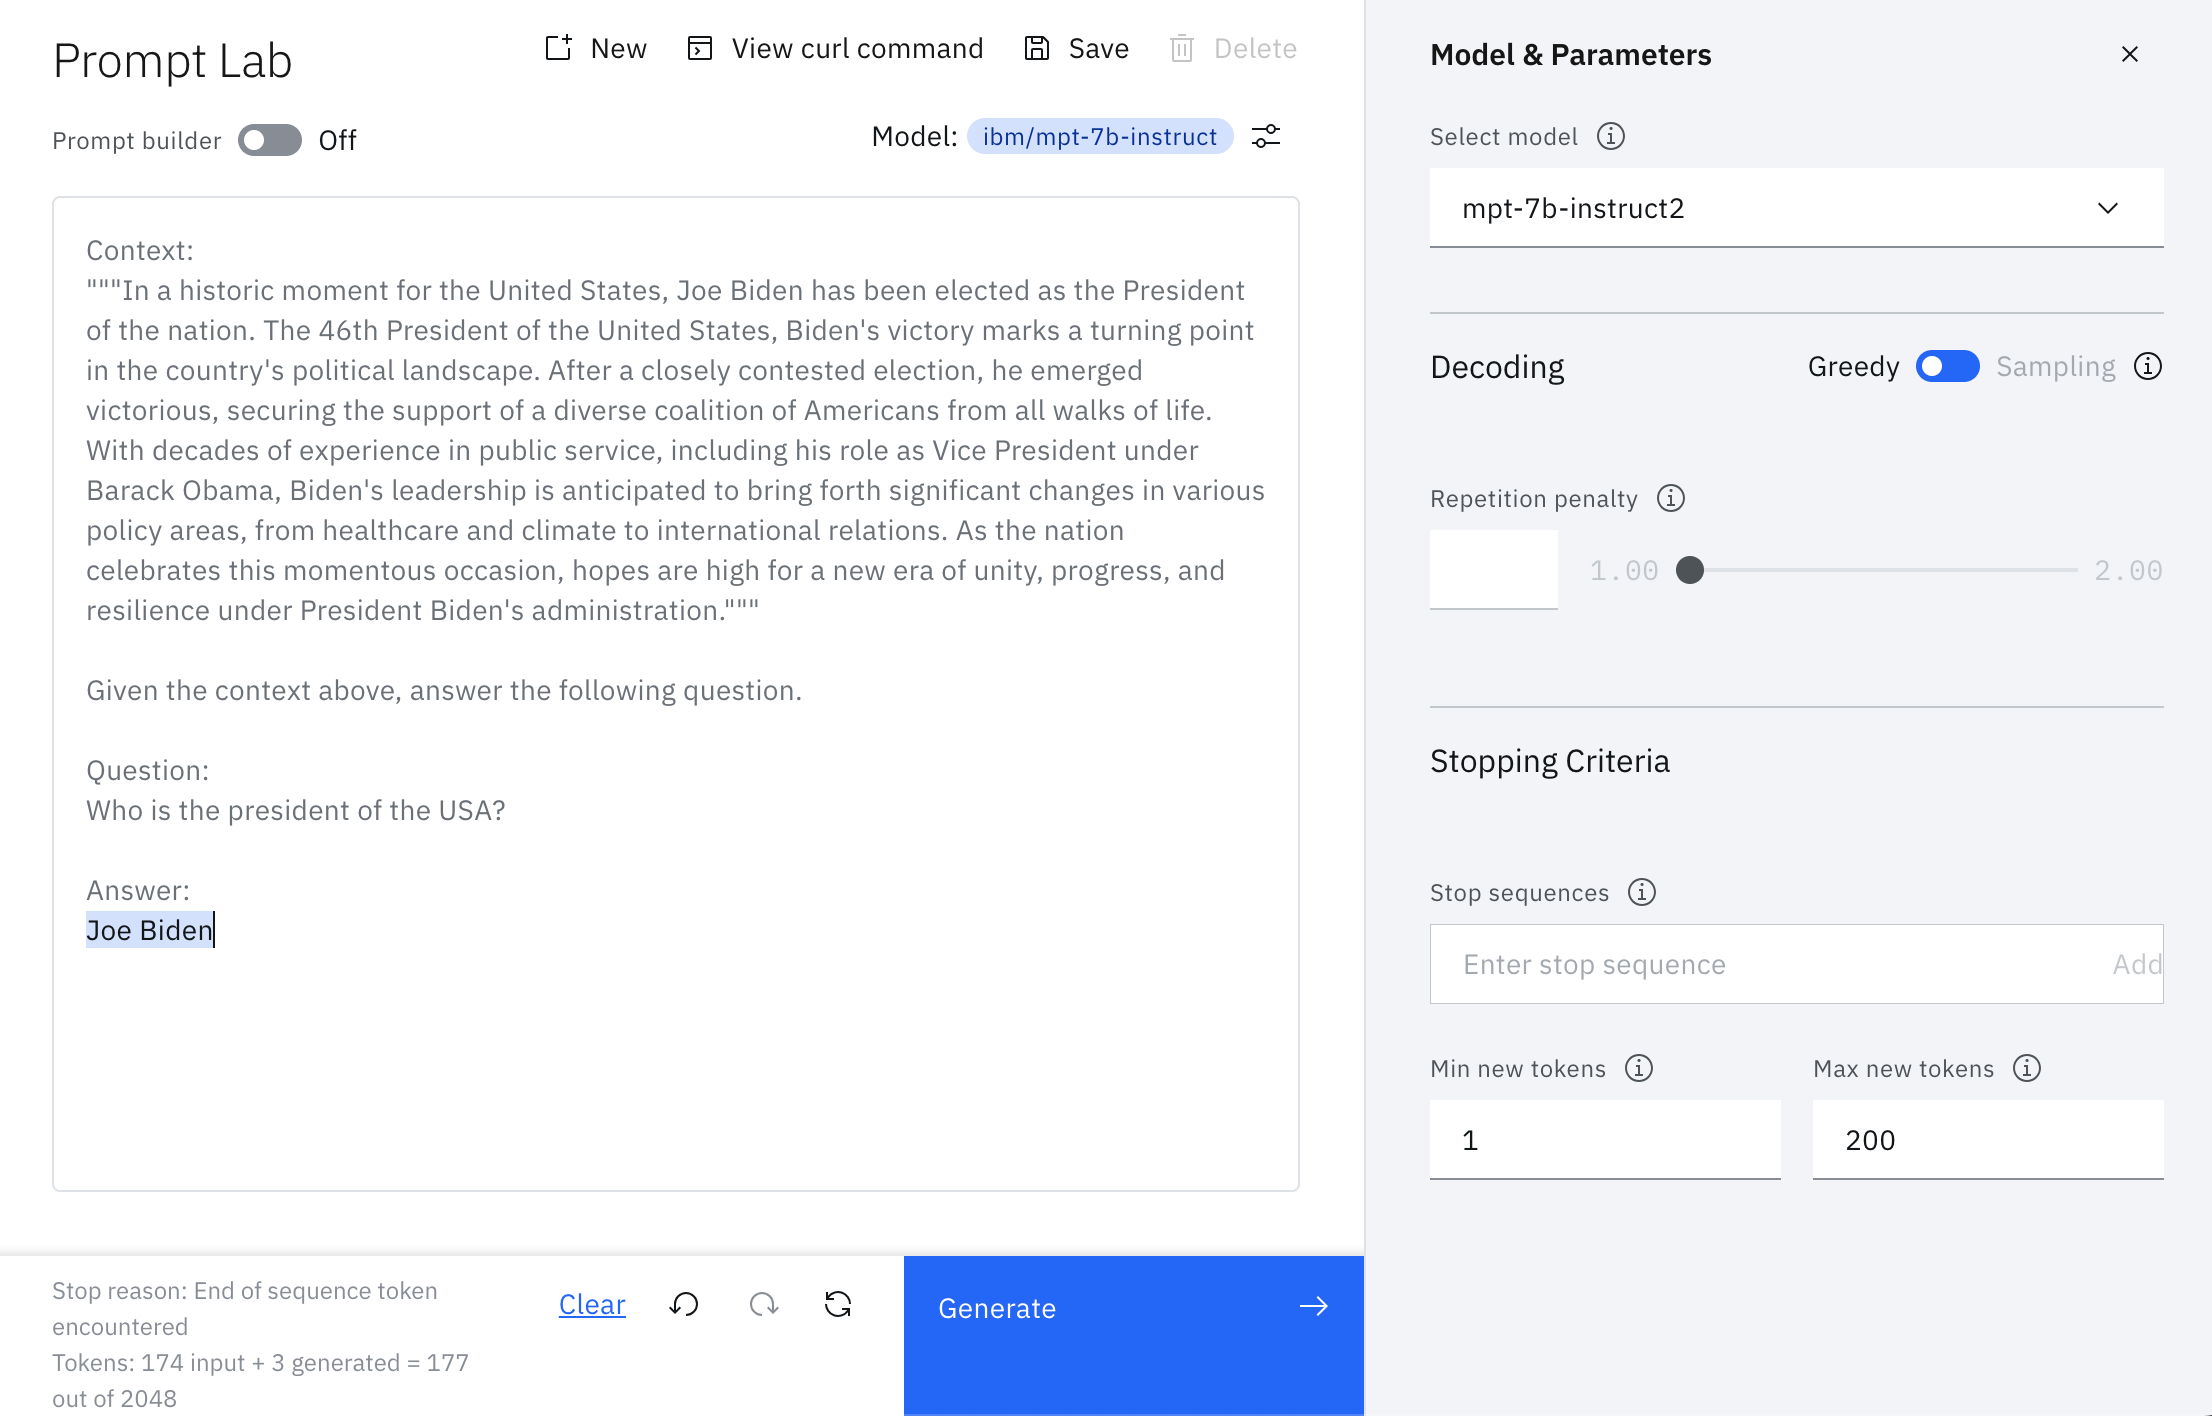 Prompt Lab
New
View curl command
Save
Delete
Prompt builder
Off
Model: ibm/mpt-7b-instruct
Context:
"""In a historic moment for the United States, Joe Biden has been elected as the President
of the nation. The 46th President of the United States, Biden's victory marks a turning point
in the country's political landscape. After a closely contested election, he emerged
victorious, securing the support of a diverse coalition of Americans from all walks of life.
With decades of experience in public service, including his role as Vice President under
Barack Obama, Biden's leadership is anticipated to bring forth significant changes in various
policy areas, from healthcare and climate to international relations. As the nation
celebrates this momentous occasion, hopes are high for a new era of unity, progress, and
resilience under President Biden's administration."""
Given the context above, answer the following question.
Question:
Who is the president of the USA?
Answer:
Joe Biden
Stop reason: End of sequence token
encountered
Tokens: 174 input + 3 generated = 177
out of 2048
Clear
Generate
Model & Parameters
Select model
mpt-7b-instruct2
Decoding
Greedy
Sampling
Repetition penalty
1.00
2.00
Stopping Criteria
Stop sequences
Enter stop sequence
Add
Min new tokens
Max new tokens
1
200